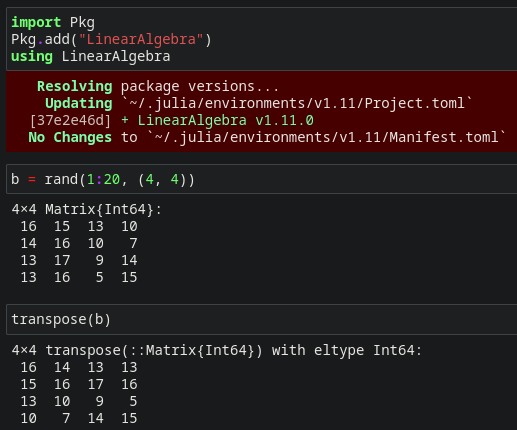 import Pkg
Pkg.add("LinearAlgebra")
using LinearAlgebra
Resolving package versions...
Updating `~/.julia/environments/v1.11/Project.toml`
[37e2e46d] + LinearAlgebra v1.11.0
No Changes to `~/.julia/environments/v1.11/Manifest.toml`
b = rand(1:20, (4, 4))
4×4 Matrix{Int64}:
16 15 13 10
14 16 10 7
13 17 9 14
13 16 5 15
transpose(b)
4×4 transpose(::Matrix{Int64}) with eltype Int64:
16 14 13 13
15 16 17 16
13 10 9 5
10 7 14 15